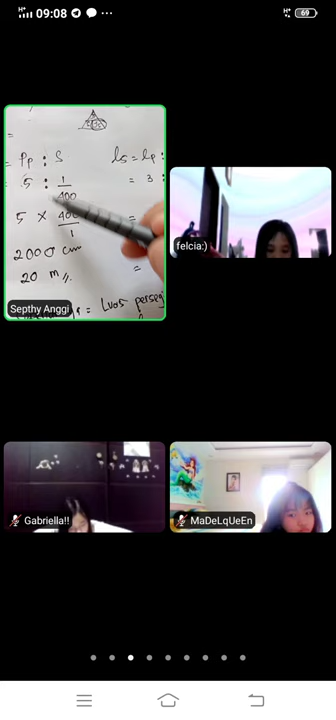 09:08
= Pp : S
ls = lp :
= 5 : 1/400
= 3 :
5 × 400/1
=
2000 cm
20 m //
=
= Luas perseg
Septhy Anggi
felcia:)
Gabriella!!
MaDeLqUeEn